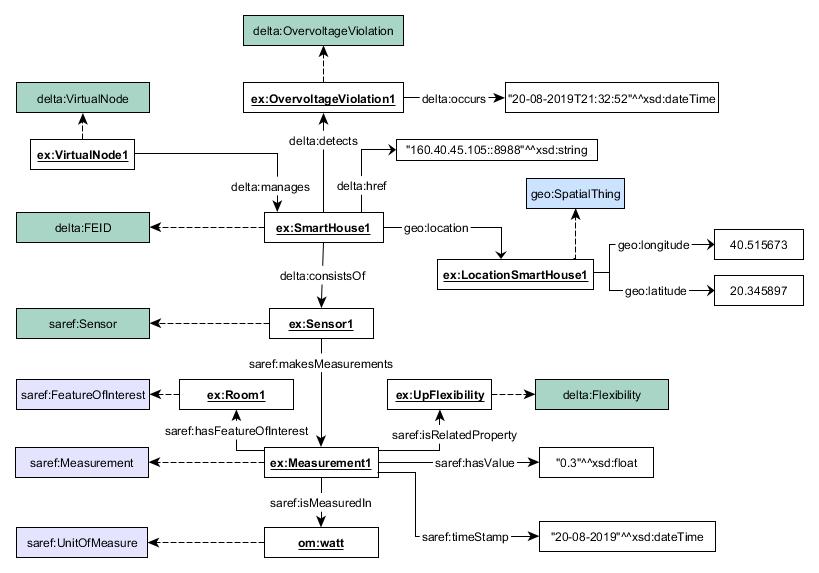 delta:OvervoltageViolation
delta:VirtualNode
ex:OvervoltageViolation1
delta:occurs
"20-08-2019T21:32:52"^^xsd:dateTime
ex:VirtualNode1
delta:detects
"160.40.45.105::8988"^^xsd:string
delta:manages
delta:href
geo:SpatialThing
delta:FEID
ex:SmartHouse1
geo:location
geo:longitude
40.515673
delta:consistsOf
ex:LocationSmartHouse1
geo:latitude
20.345897
saref:Sensor
ex:Sensor1
saref:makesMeasurements
saref:FeatureOfInterest
ex:Room1
ex:UpFlexibility
delta:Flexibility
saref:hasFeatureOfInterest
saref:isRelatedProperty
saref:Measurement
ex:Measurement1
saref:hasValue
"0.3"^^xsd:float
saref:isMeasuredIn
saref:UnitOfMeasure
om:watt
saref:timeStamp
"20-08-2019"^^xsd:dateTime